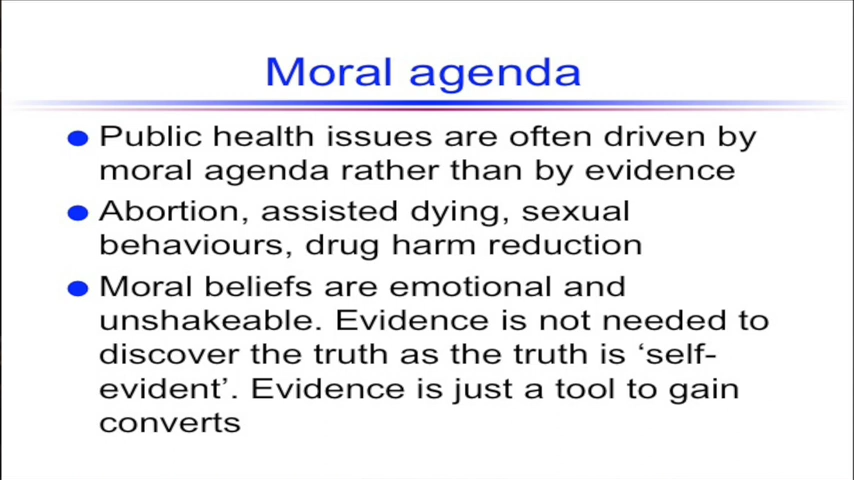 Moral agenda
Public health issues are often driven by
moral agenda rather than by evidence
Abortion, assisted dying, sexual
behaviours, drug harm reduction
Moral beliefs are emotional and
unshakeable. Evidence is not needed to
discover the truth as the truth is ‘self-
evident’. Evidence is just a tool to gain
converts